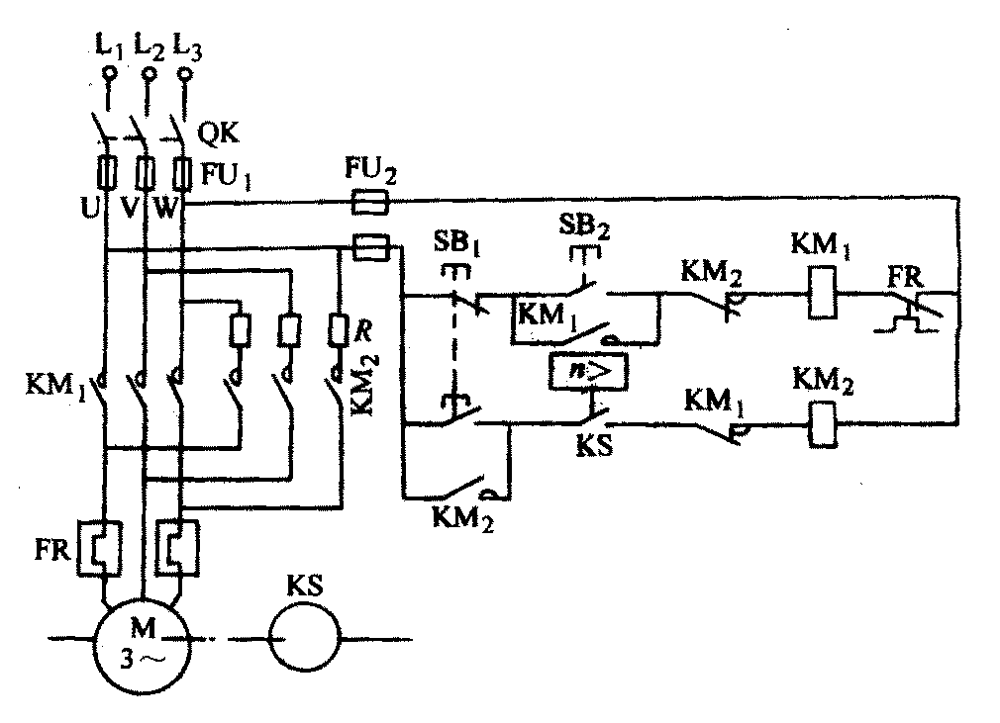 L₁ L₂ L₃
QK
FU₁
FU₂
U V W
SB₁
SB₂
KM₂
KM₁
FR
KM₁
R
KM₂
n>
KM₁
KM₁
KM₂
KS
KM₂
FR
KS
M
3~